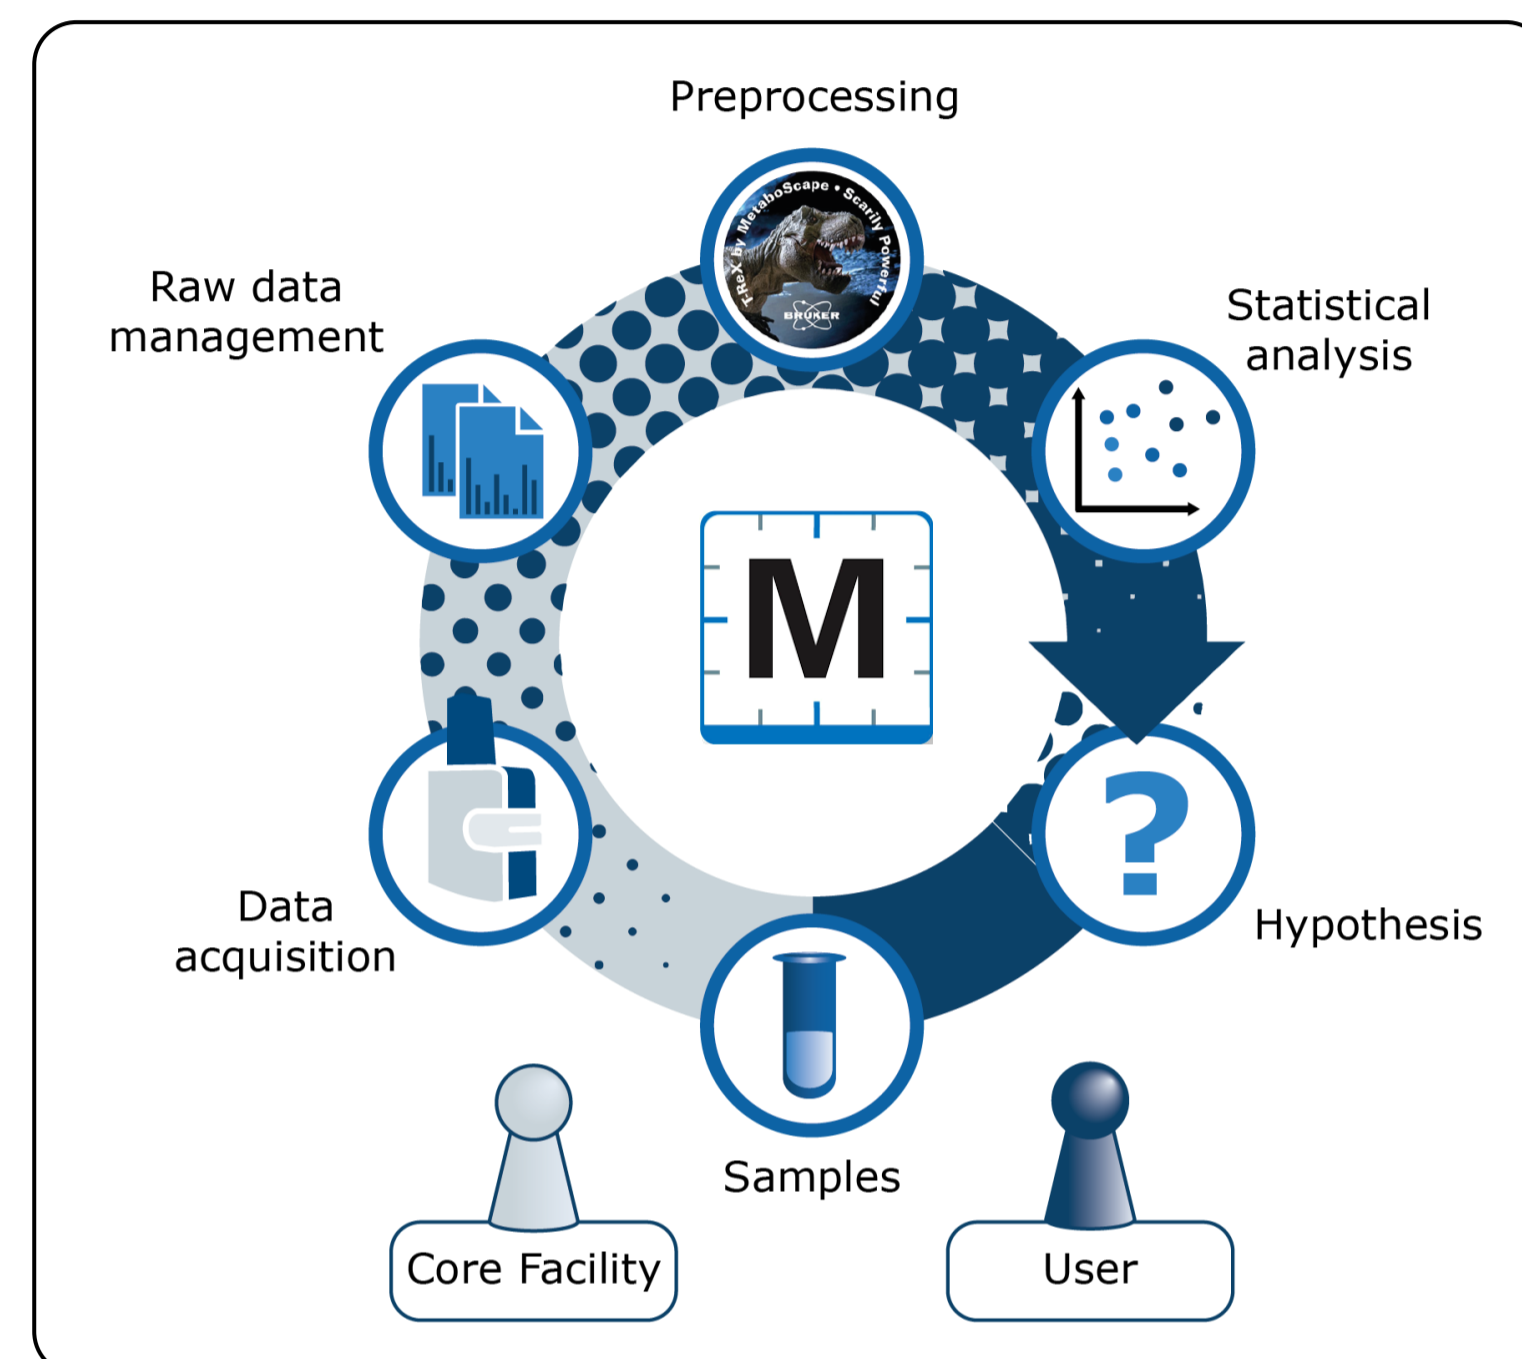 Preprocessing
T-ReX by MetaboScape • Scarily Powerful
BRUKER
Raw data
management
Statistical
analysis
M
?
Data
acquisition
Hypothesis
Samples
Core Facility
User